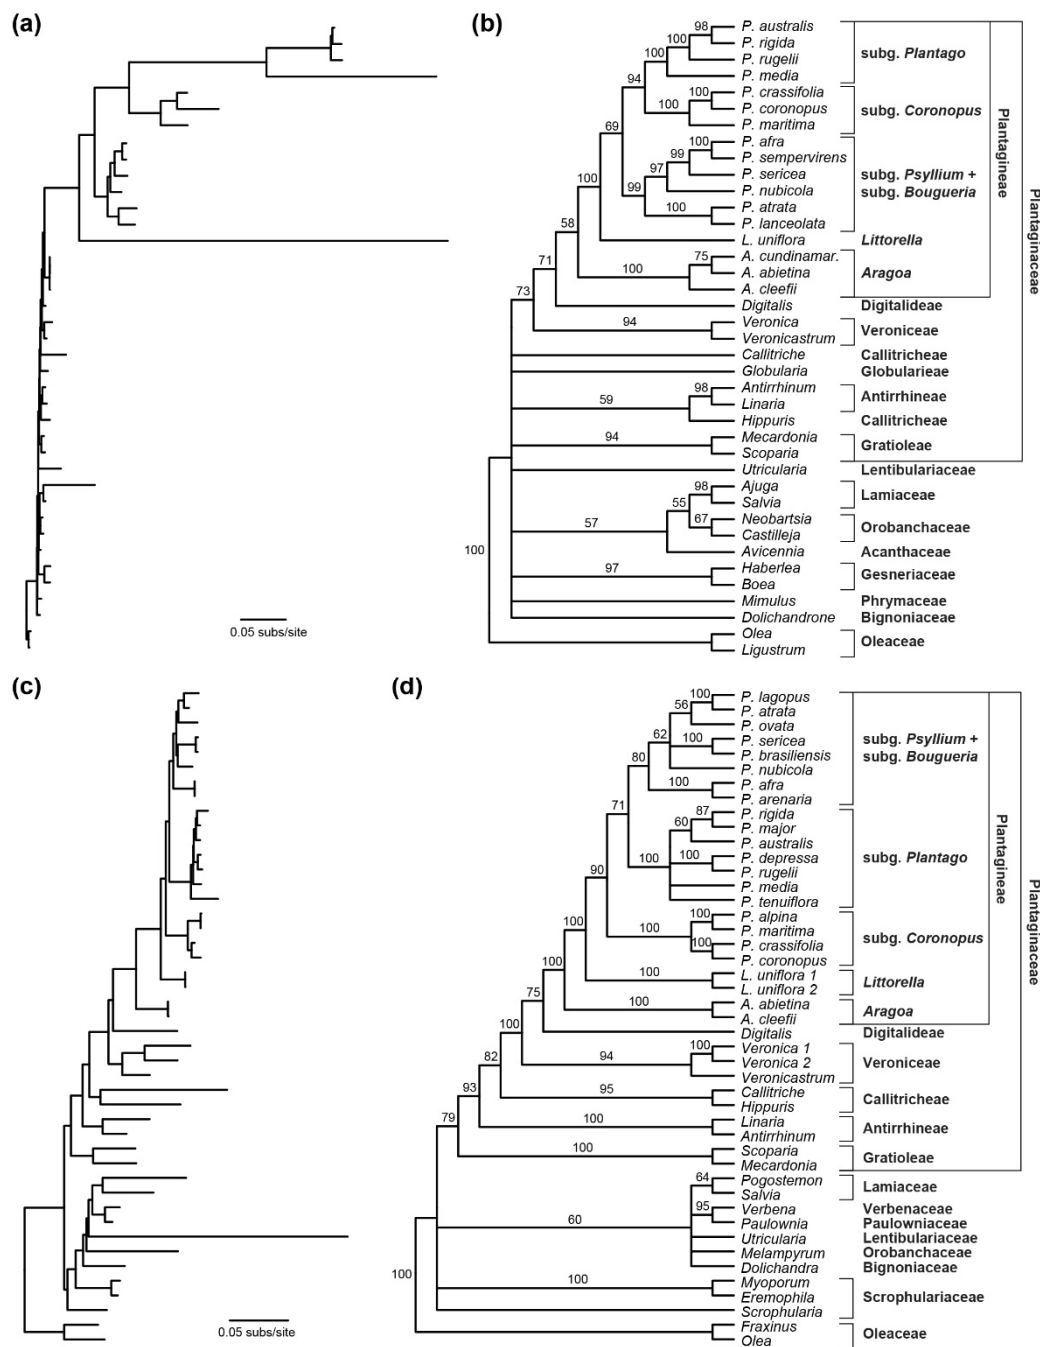 (a)
0.05 subs/site
(b)
P. australis
P. rigida
P. rugelii
P. media
P. crassifolia
P. coronopus
P. maritima
P. afra
P. sempervirens
P. sericea
P. nubicola
P. atrata
P. lanceolata
L. uniflora
A. cundinamar.
A. abietina
A. cleefii
Digitalis
Veronica
Veronicastrum
Callitriche
Globularia
Antirrhinum
Linaria
Hippuris
Mecardonia
Scoparia
Utricularia
Ajuga
Salvia
Neobartsia
Castilleja
Avicennia
Haberlea
Boea
Mimulus
Dolichandrone
Olea
Ligustrum
98
100
100
94
100
100
69
100
99
97
99
100
100
58
75
100
71
73
94
98
59
94
98
55
67
57
100
97
subg. Plantago
subg. Coronopus
subg. Psyllium +
subg. Bougueria
Littorella
Aragoa
Digitalideae
Veroniceae
Callitricheae
Globularieae
Antirrhineae
Callitricheae
Gratioleae
Lentibulariaceae
Lamiaceae
Orobanchaceae
Acanthaceae
Gesneriaceae
Phrymaceae
Bignoniaceae
Oleaceae
Plantagineae
Plantaginaceae
(c)
0.05 subs/site
(d)
P. lagopus
P. atrata
P. ovata
P. sericea
P. brasiliensis
P. nubicola
P. afra
P. arenaria
P. rigida
P. major
P. australis
P. depressa
P. rugelii
P. media
P. tenuiflora
P. alpina
P. maritima
P. crassifolia
P. coronopus
L. uniflora 1
L. uniflora 2
A. abietina
A. cleefii
Digitalis
Veronica 1
Veronica 2
Veronicastrum
Callitriche
Hippuris
Linaria
Antirrhinum
Scoparia
Mecardonia
Pogostemon
Salvia
Verbena
Paulownia
Utricularia
Melampyrum
Dolichandra
Myoporum
Eremophila
Scrophularia
Fraxinus
Olea
100
56
62
100
80
100
71
87
60
100
100
90
100
100
100
100
100
100
100
75
100
100
94
82
95
93
100
79
100
64
95
60
100
100
subg. Psyllium +
subg. Bougueria
subg. Plantago
subg. Coronopus
Littorella
Aragoa
Digitalideae
Veroniceae
Callitricheae
Antirrhineae
Gratioleae
Lamiaceae
Verbenaceae
Paulowniaceae
Lentibulariaceae
Orobanchaceae
Bignoniaceae
Scrophulariaceae
Oleaceae
Plantagineae
Plantaginaceae